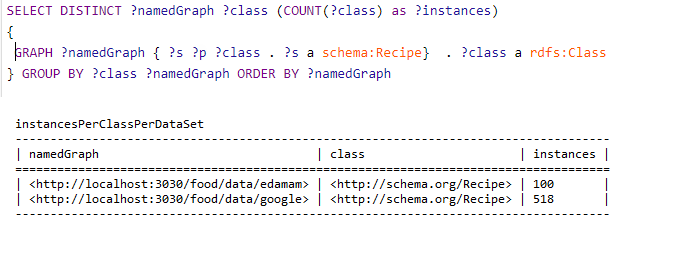 SELECT DISTINCT ?namedGraph ?class (COUNT(?class) as ?instances)
{
GRAPH ?namedGraph { ?s ?p ?class . ?s a schema:Recipe}  . ?class a rdfs:Class
} GROUP BY ?class ?namedGraph ORDER BY ?namedGraph
instancesPerClassPerDataSet
-----------------------------------------------------------------------------------
| namedGraph                              | class                      | instances |
===================================================================================
| <http://localhost:3030/food/data/edamam> | <http://schema.org/Recipe> | 100       |
| <http://localhost:3030/food/data/google> | <http://schema.org/Recipe> | 518       |
-----------------------------------------------------------------------------------